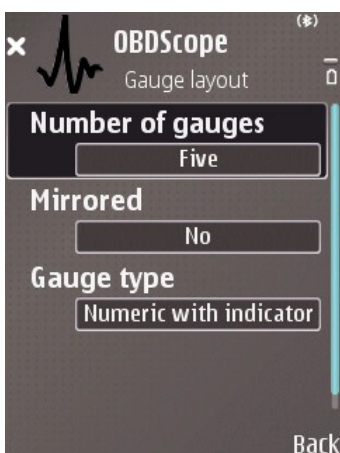 OBDScope
Gauge layout
Number of gauges
Five
Mirrored
No
Gauge type
Numeric with indicator
Back